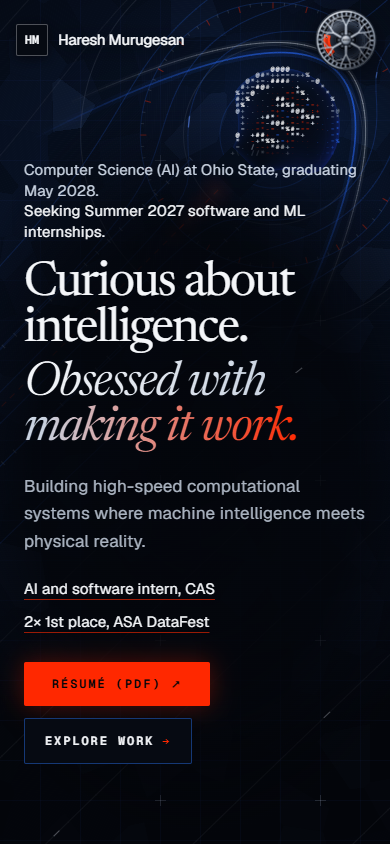 HM
Haresh Murugesan
Computer Science (AI) at Ohio State, graduating
May 2028.
Seeking Summer 2027 software and ML
internships.
Curious about
intelligence.
Obsessed with
making it work.
Building high-speed computational
systems where machine intelligence meets
physical reality.
AI and software intern, CAS
2× 1st place, ASA DataFest
RÉSUMÉ (PDF) ↗
EXPLORE WORK →